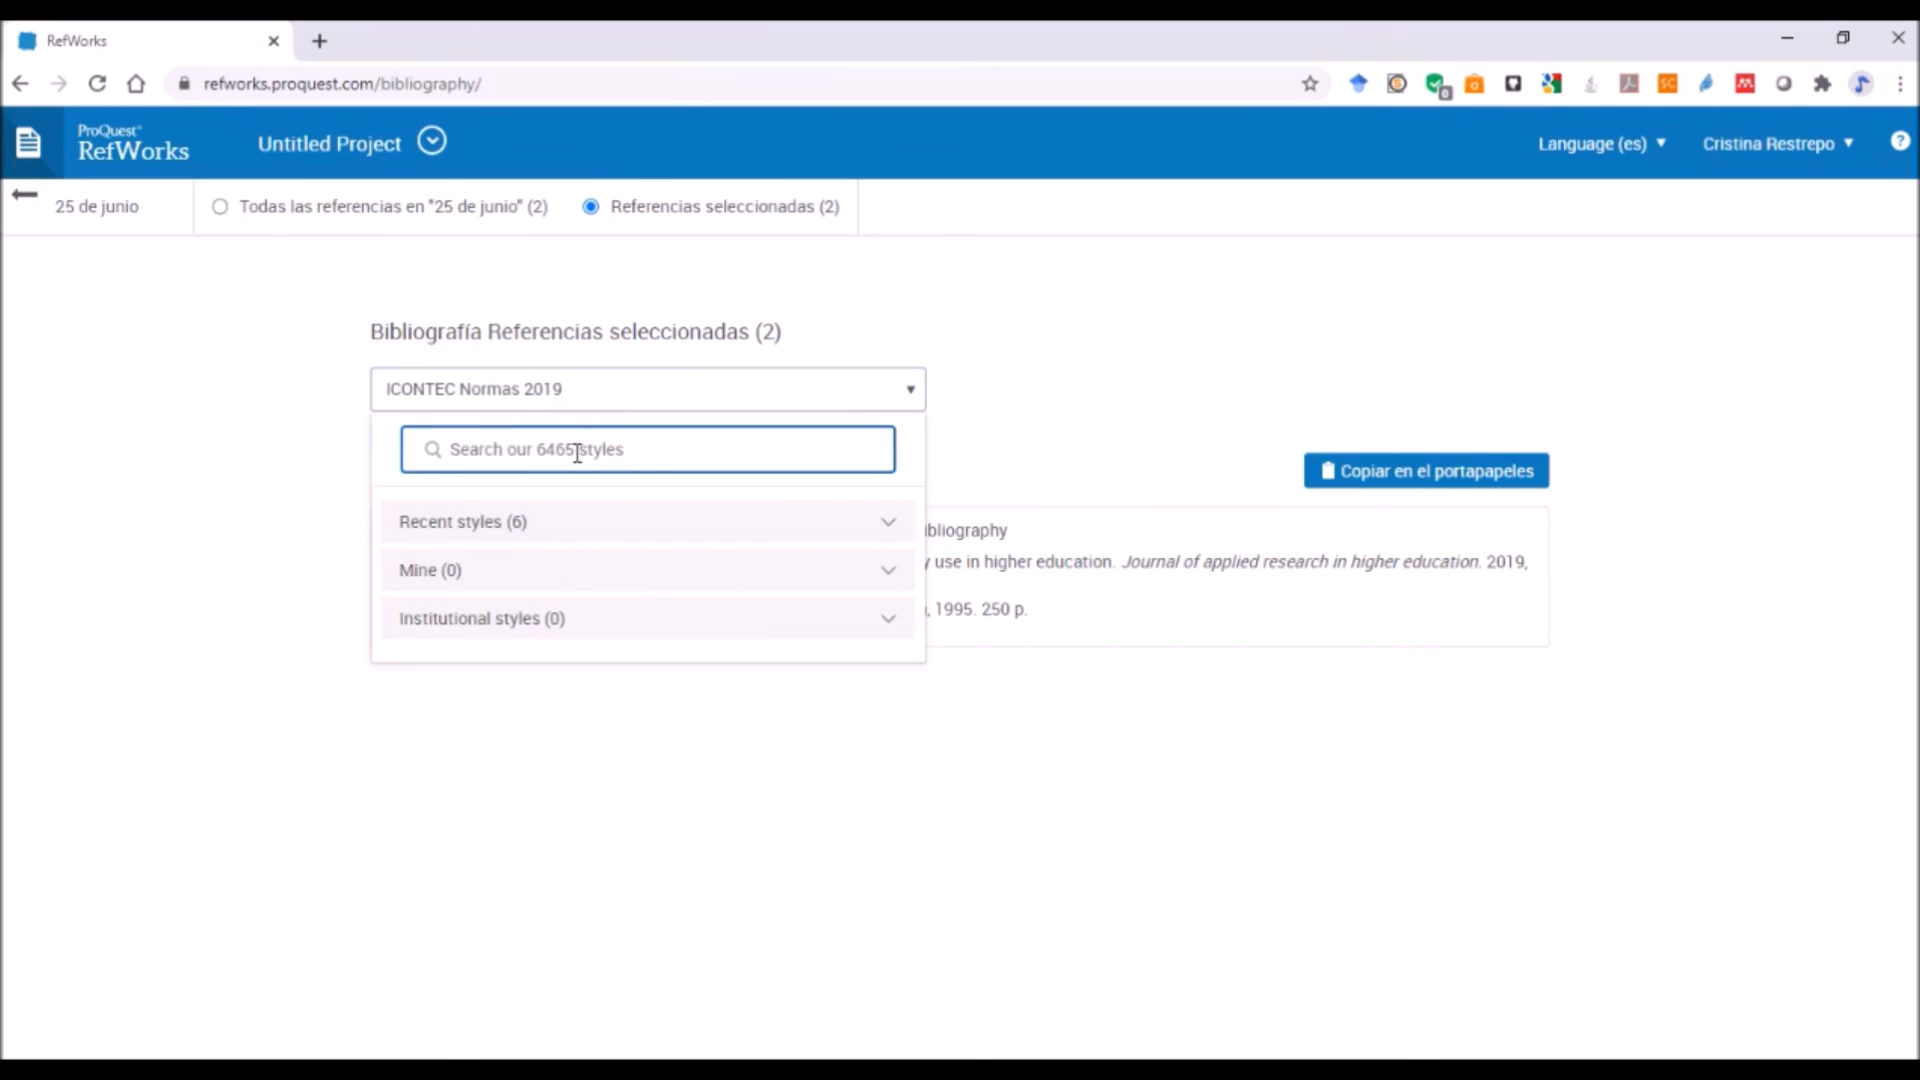 RefWorks
refworks.proquest.com/bibliography/
0
SC
ProQuest
RefWorks
Untitled Project
Language (es)
Cristina Restrepo
?
25 de junio
Todas las referencias en "25 de junio" (2)
Referencias seleccionadas (2)
Bibliografía Referencias seleccionadas (2)
ICONTEC Normas 2019
Search our 6465 styles
Copiar en el portapapeles
Recent styles (6)
bliography
use in higher education. Journal of applied research in higher education. 2019,
Mine (0)
, 1995. 250 p.
Institutional styles (0)